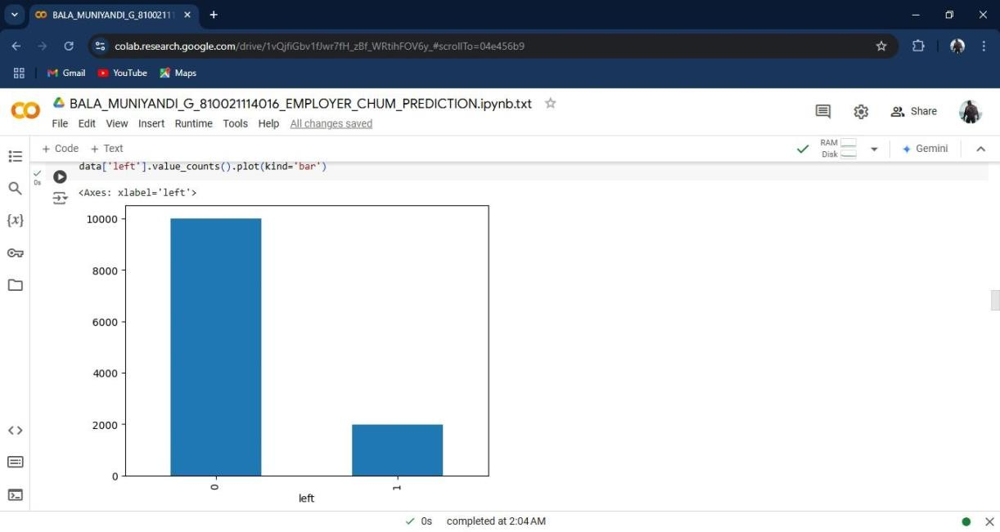 BALA_MUNIYANDI_G_8100211
colab.research.google.com/drive/1vQjfiGbv1fJwr7fH_zBf_WRtihFOV6y_#scrollTo=04e456b9
Gmail YouTube Maps
BALA_MUNIYANDI_G_810021114016_EMPLOYER_CHUM_PREDICTION.ipynb.txt
Share
File Edit View Insert Runtime Tools Help All changes saved
+ Code + Text
RAM
Disk
Gemini
data['left'].value_counts().plot(kind='bar')
0s
<Axes: xlabel='left'>
{x}
10000
8000
6000
4000
2000
0
0 1
left
0s completed at 2:04 AM